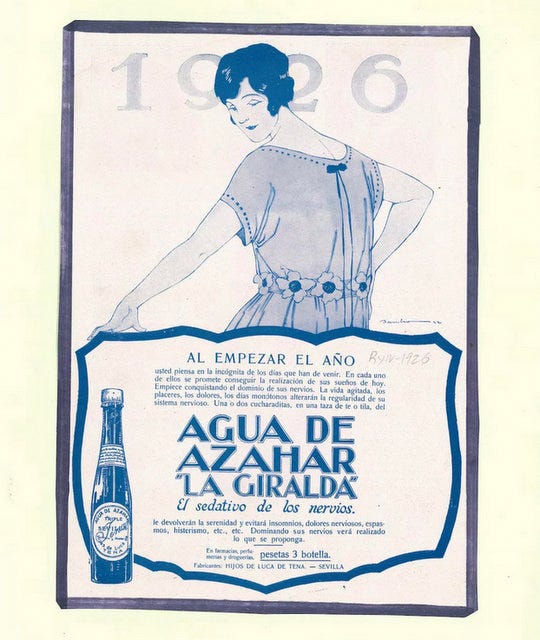 1926
AL EMPEZAR EL AÑO
usted piensa en la incógnita de los días que han de venir. En cada uno
de ellos se promete conseguir la realización de sus sueños de hoy.
Empiece conquistando el dominio de sus nervios. La vida agitada, los
placeres, los dolores, los días monótonos alterarán la regularidad de su
sistema nervioso. Una o dos cucharaditas, en una taza de te o tila, del
AGUA DE
AZAHAR
"LA GIRALDA"
El sedativo de los nervios.
le devolverán la serenidad y evitará insomnios, dolores nerviosos, espas-
mos, histerismo, etc., etc. Dominando sus nervios verá realizado
lo que se proponga.
En farmacias, perfu-
merías y droguerías,
pesetas 3 botella.
Fabricantes: HIJOS DE LUCA DE TENA. — SEVILLA
AGUA DE AZAHAR
TRIPLE
SEVILLA